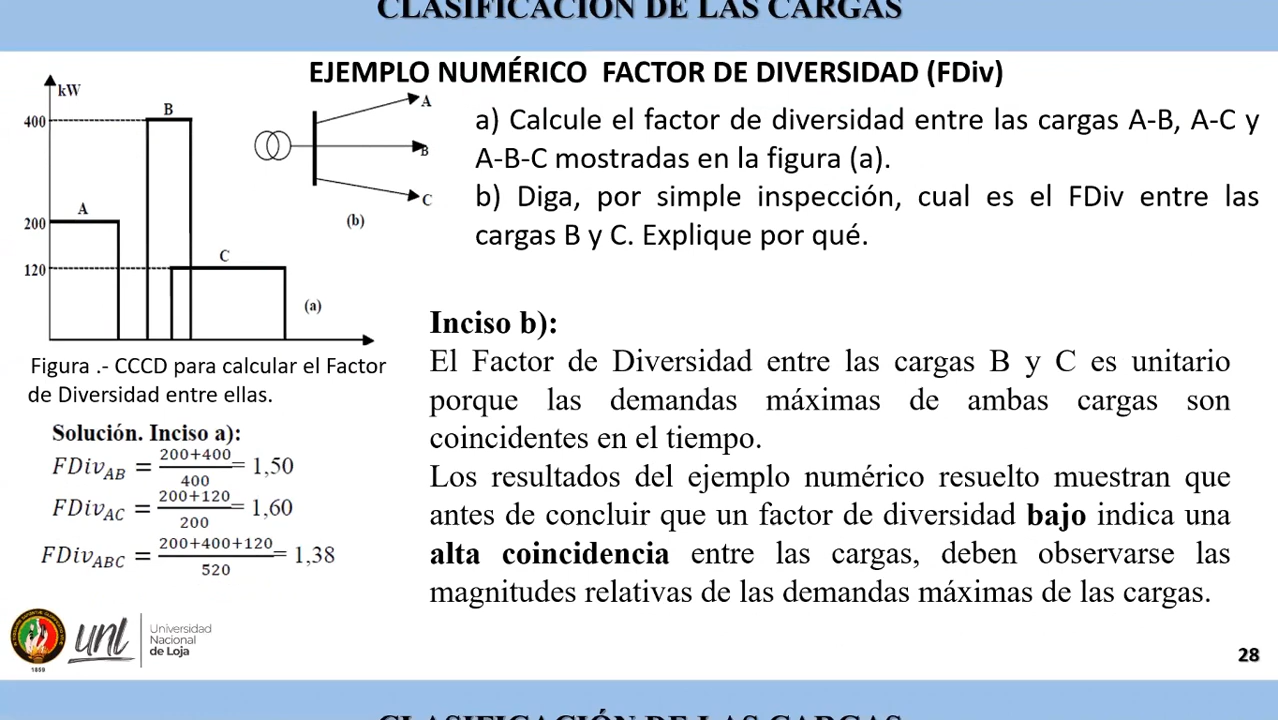 CLASIFICACIÓN DE LAS CARGAS
EJEMPLO NUMÉRICO FACTOR DE DIVERSIDAD (FDiv)
kW
400
200
120
A
B
C
(a)
A
B
C
(b)
a) Calcule el factor de diversidad entre las cargas A-B, A-C y
A-B-C mostradas en la figura (a).
b) Diga, por simple inspección, cual es el FDiv entre las
cargas B y C. Explique por qué.
Figura .- CCCD para calcular el Factor
de Diversidad entre ellas.
Solución. Inciso a):
FDiv_AB = (200+400)/400 = 1,50
FDiv_AC = (200+120)/200 = 1,60
FDiv_ABC = (200+400+120)/520 = 1,38
Inciso b):
El Factor de Diversidad entre las cargas B y C es unitario
porque las demandas máximas de ambas cargas son
coincidentes en el tiempo.
Los resultados del ejemplo numérico resuelto muestran que
antes de concluir que un factor de diversidad bajo indica una
alta coincidencia entre las cargas, deben observarse las
magnitudes relativas de las demandas máximas de las cargas.
1859
unl
Universidad
Nacional
de Loja
28
CLASIFICACIÓN DE LAS CARGAS